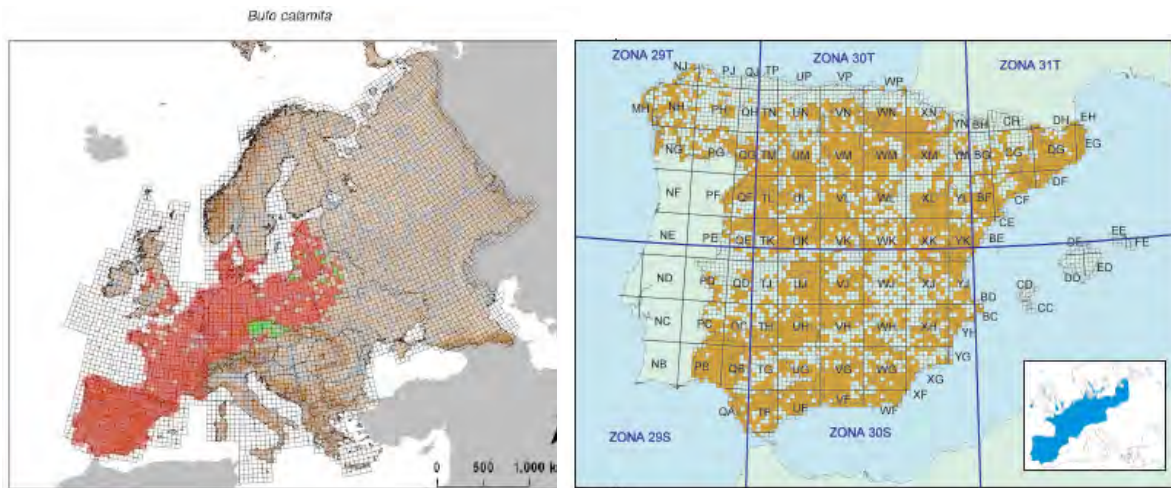 Bufo calamita
0 500 1.000 k
ZONA 29T ZONA 30T ZONA 31T
NJ PJ QJ TP UP VP WP
MH NH PH QH TN UN VN WN XN YN BH CH DH EH
NG PG QG TM UM VM WM XM YM BG CG DG EG
NF PF QF TL UL VL WL XL YL BF CF DF
NE PE QE TK UK VK WK XK YK BE CE DE EE FE
ND PD QD TJ UJ VJ WJ XJ YJ BD CD DD ED
NC PC QC TH UH VH WH XH YH BC CC
NB PB QB TG UG VG WG XG YG
QA TF UF VF WF XF
ZONA 29S ZONA 30S